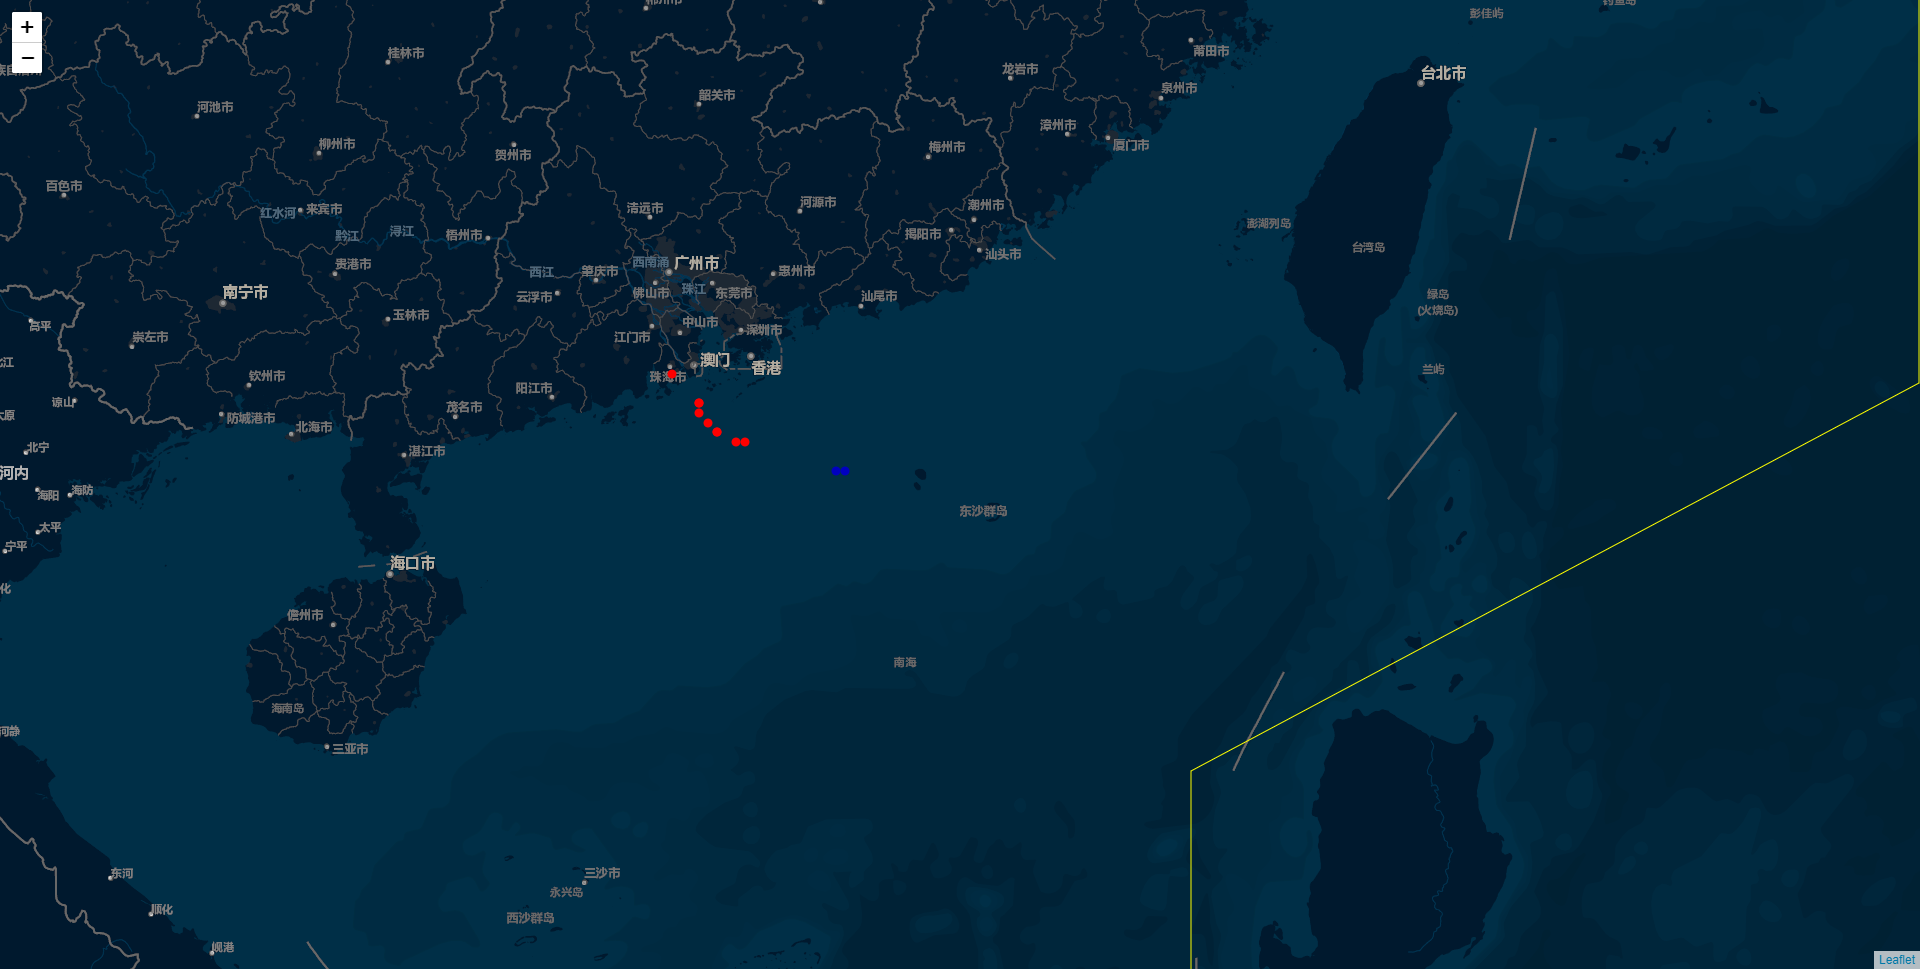 +
−
彭佳屿
莆田市
桂林市
龙岩市
台北市
泉州市
韶关市
河池市
漳州市
柳州市
厦门市
梅州市
贺州市
百色市
河源市
潮州市
清远市
红水河
来宾市
澎湖列岛
浔江
黔江
梧州市
揭阳市
台湾岛
汕头市
西南涌
广州市
贵港市
西江
肇庆市
惠州市
南宁市
佛山市
珠江
东莞市
云浮市
汕尾市
绿岛
(火烧岛)
玉林市
中山市
深圳市
高平
崇左市
江门市
澳门
香港
兰屿
钦州市
珠海市
阳江市
谅山
茂名市
防城港市
北海市
北宁
湛江市
河内
海阳
海防
东沙群岛
太平
宁平
海口市
儋州市
南海
海南岛
三亚市
东河
三沙市
永兴岛
顺化
西沙群岛
岘港
Leaflet